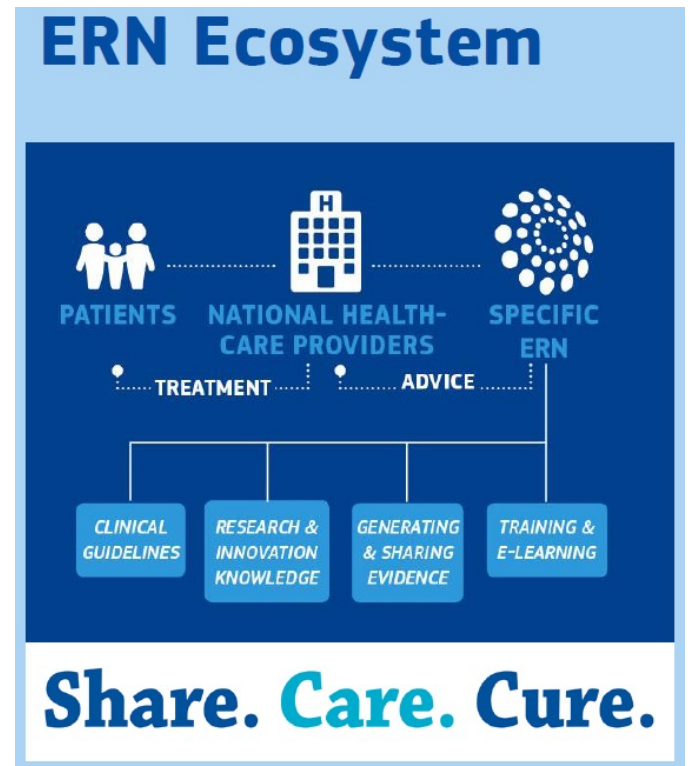 ERN Ecosystem
H
PATIENTS
NATIONAL HEALTH-
CARE PROVIDERS
SPECIFIC
ERN
TREATMENT
ADVICE
CLINICAL
GUIDELINES
RESEARCH &
INNOVATION
KNOWLEDGE
GENERATING
& SHARING
EVIDENCE
TRAINING &
E-LEARNING
Share. Care. Cure.